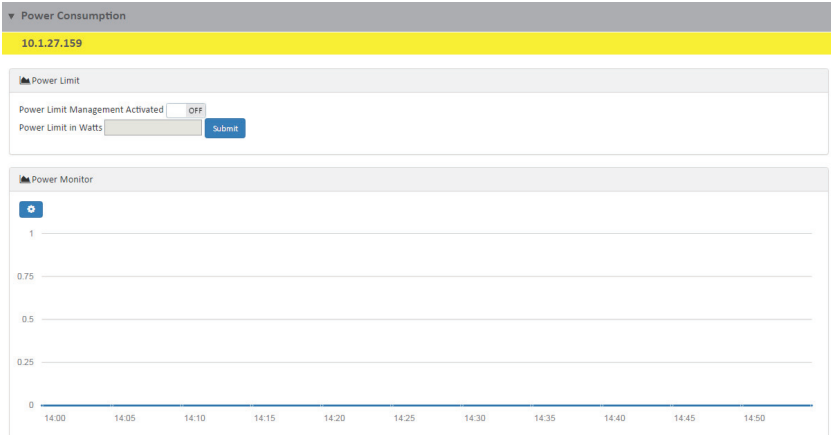 Power Consumption
10.1.27.159
Power Limit
Power Limit Management Activated OFF
Power Limit in Watts Submit
Power Monitor
1
0.75
0.5
0.25
0
14:00 14:05 14:10 14:15 14:20 14:25 14:30 14:35 14:40 14:45 14:50